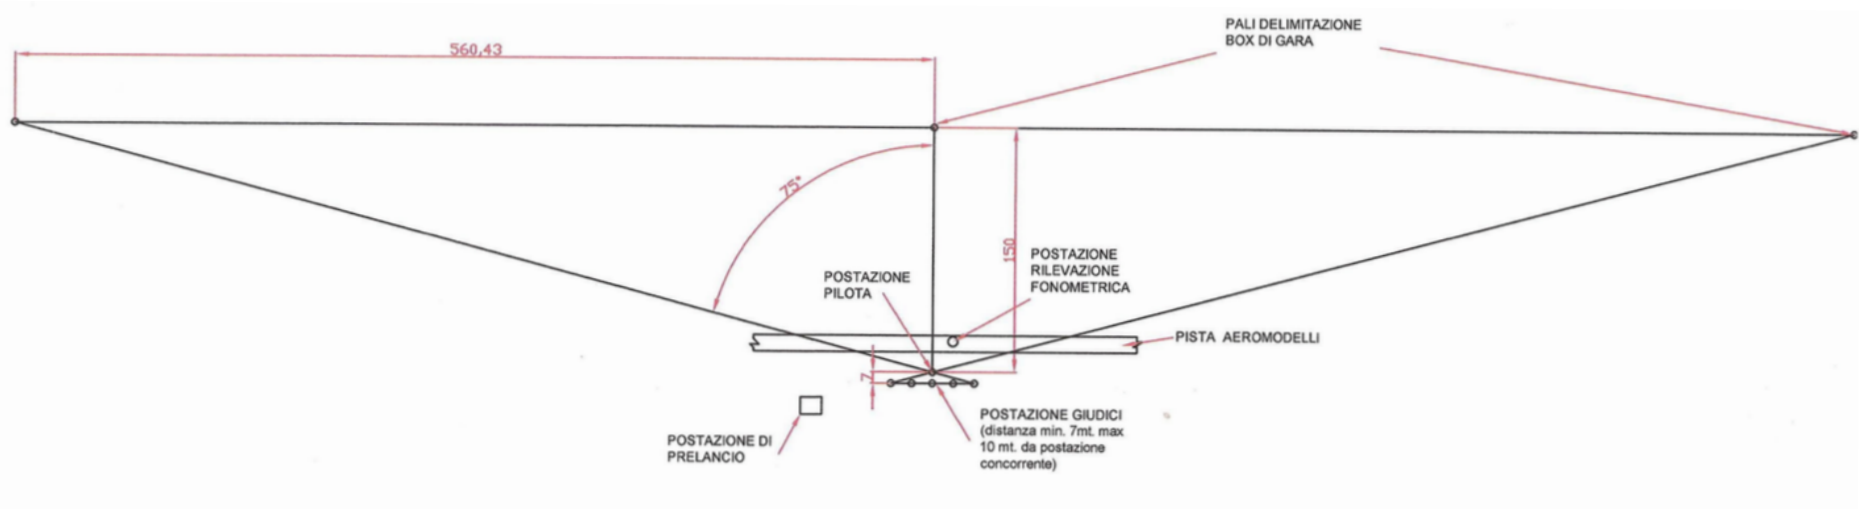 PALI DELIMITAZIONE
BOX DI GARA
560,43
75°
150
POSTAZIONE
RILEVAZIONE
FONOMETRICA
POSTAZIONE
PILOTA
PISTA AEROMODELLI
7
POSTAZIONE GIUDICI
(distanza min. 7mt. max
10 mt. da postazione
concorrente)
POSTAZIONE DI
PRELANCIO